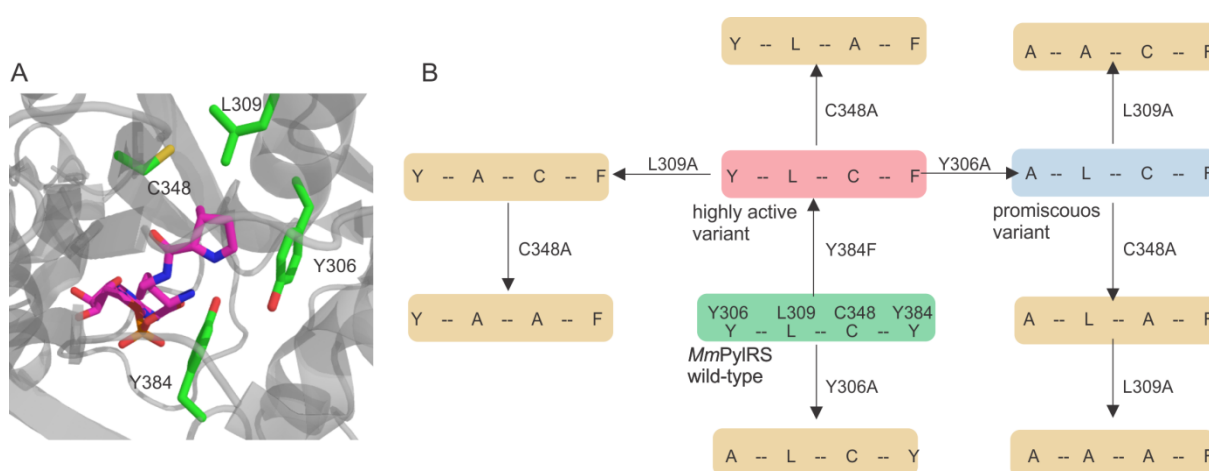 A
L309
C348
Y306
Y384
B
Y -- L -- A -- F
C348A
A -- A -- C -- F
L309A
Y -- A -- C -- F
L309A
Y -- L -- C -- F
highly active
variant
Y306A
A -- L -- C -- F
promiscouos
variant
C348A
Y384F
C348A
Y306 L309 C348 Y384
Y -- L -- C -- Y
MmPylRS
wild-type
Y -- A -- A -- F
A -- L -- A -- F
Y306A
L309A
A -- L -- C -- Y
A -- A -- A -- F